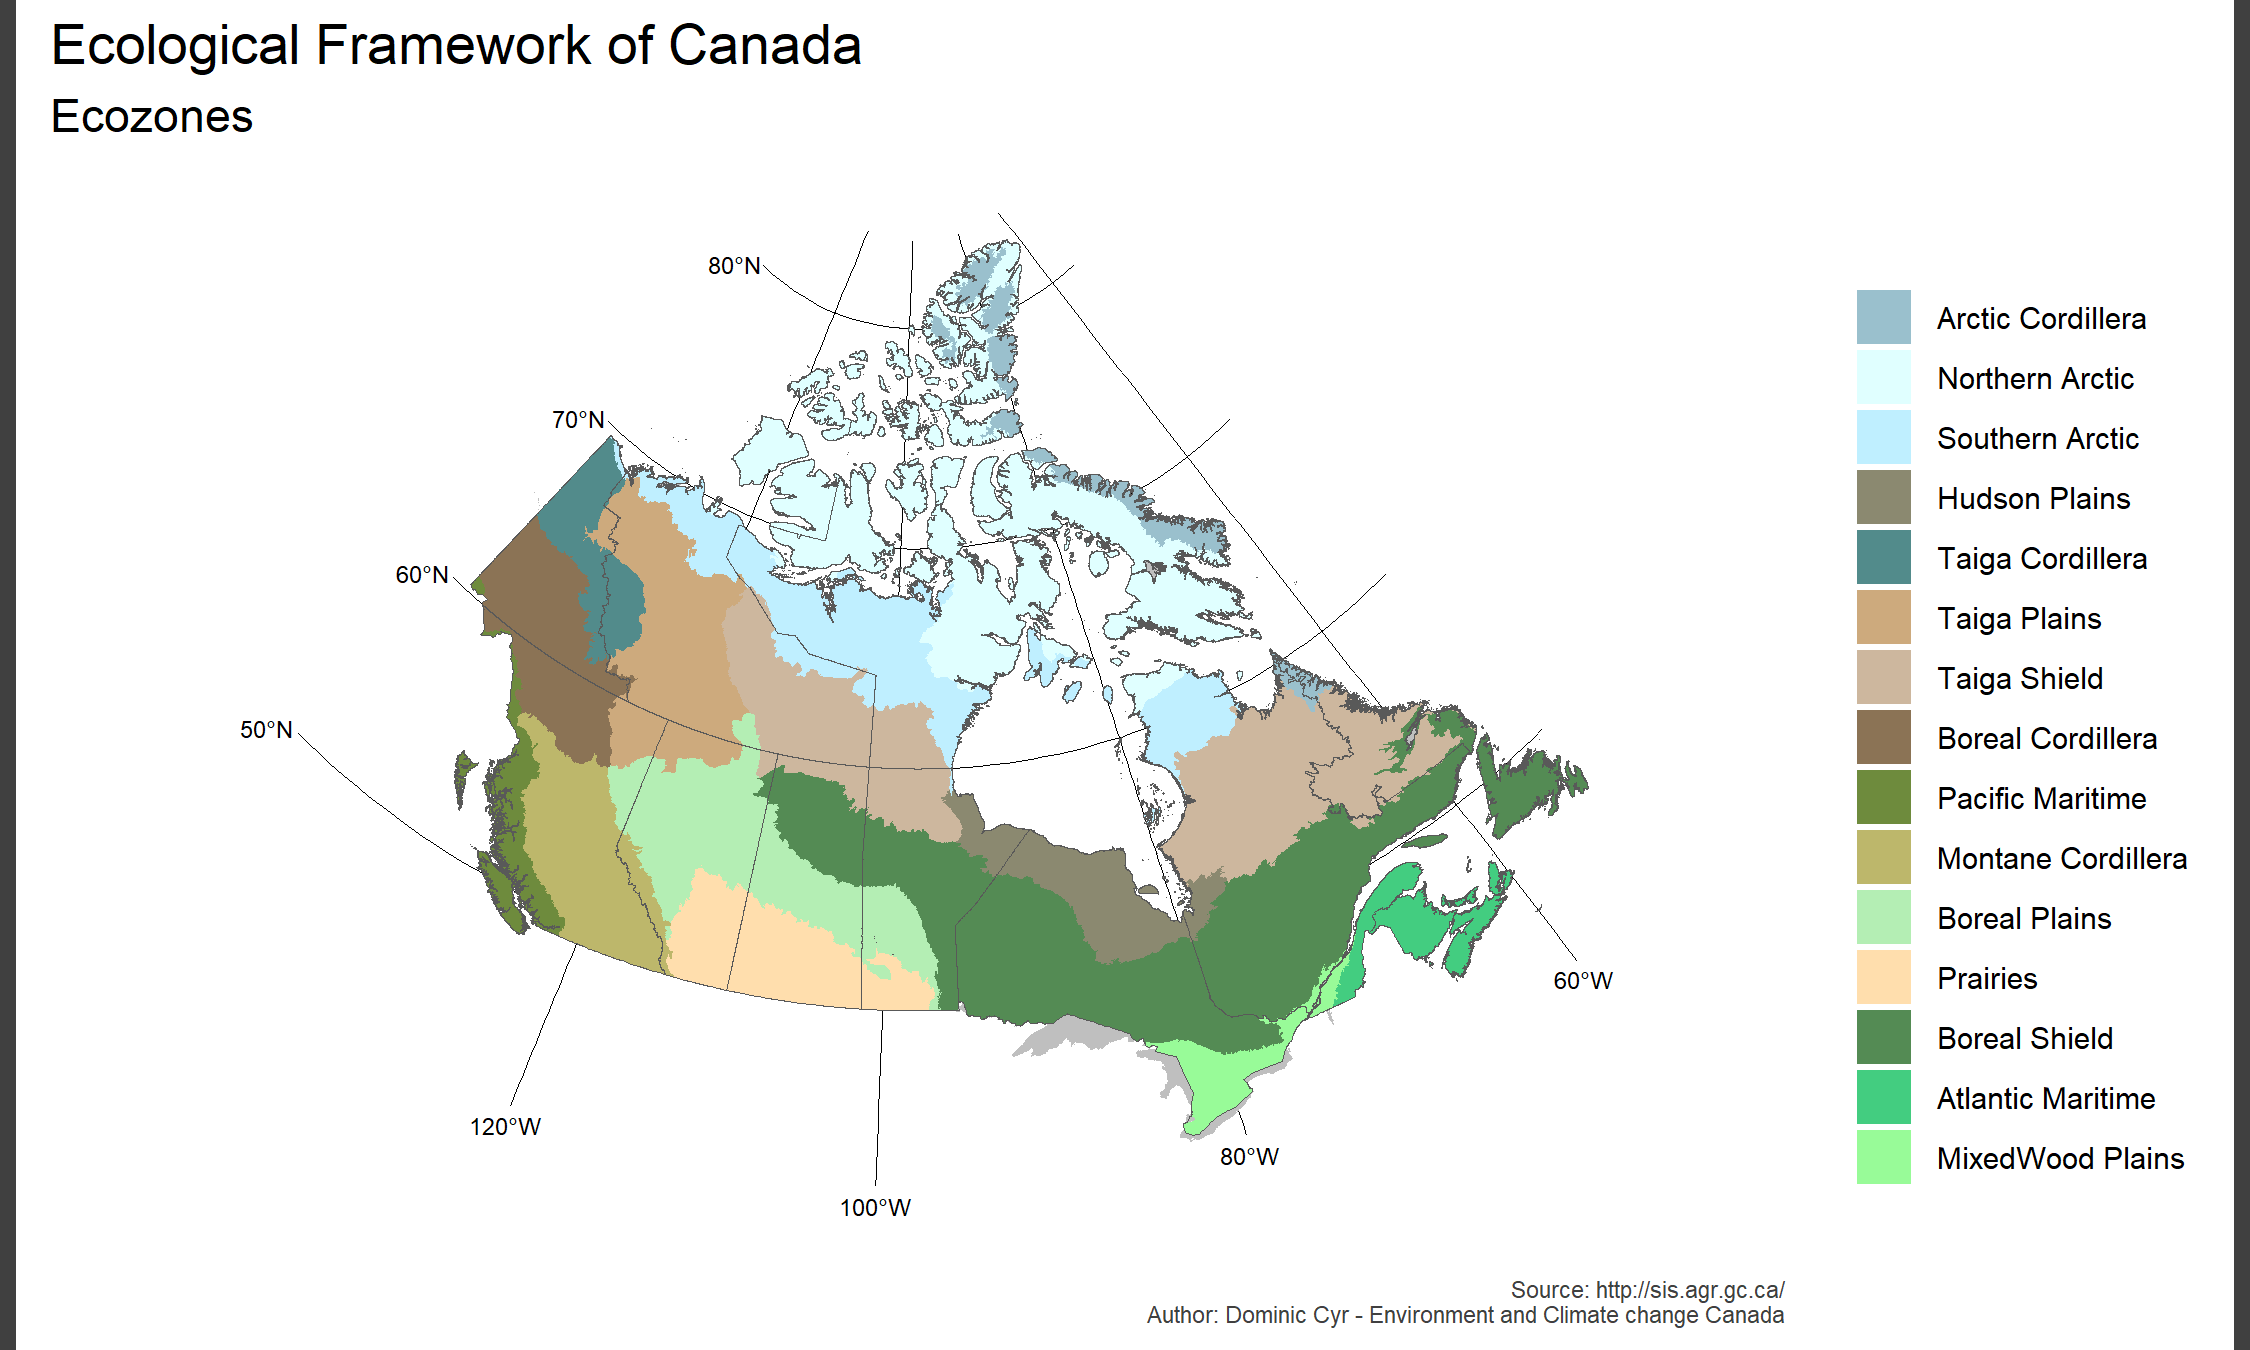 Ecological Framework of Canada
Ecozones
80°N
70°N
60°N
50°N
120°W
100°W
80°W
60°W
Arctic Cordillera
Northern Arctic
Southern Arctic
Hudson Plains
Taiga Cordillera
Taiga Plains
Taiga Shield
Boreal Cordillera
Pacific Maritime
Montane Cordillera
Boreal Plains
Prairies
Boreal Shield
Atlantic Maritime
MixedWood Plains
Source: http://sis.agr.gc.ca/
Author: Dominic Cyr - Environment and Climate change Canada